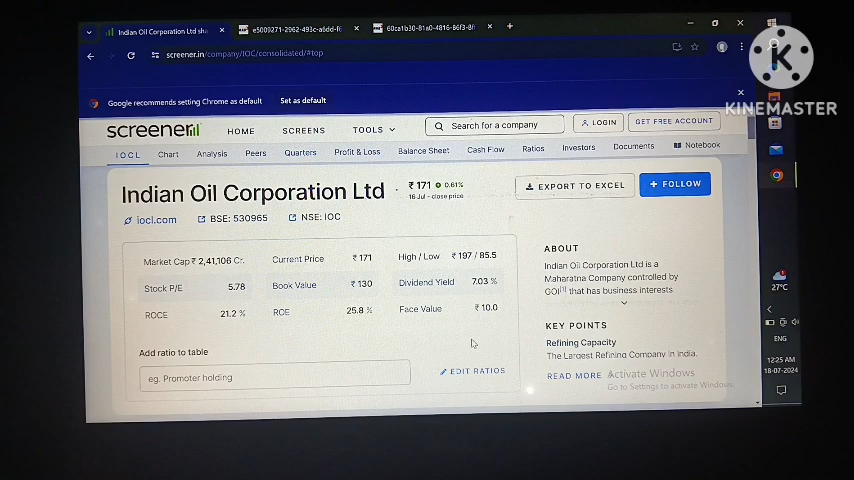 Indian Oil Corporation Ltd sha
e5009271-2962-493c-a6d7-f6
60ca1b30-81a0-4816-86f3-8f
screener.in/company/IOC/consolidated/#top
Google recommends setting Chrome as default Set as default
screener HOME SCREENS TOOLS Search for a company LOGIN GET FREE ACCOUNT
IOCL Chart Analysis Peers Quarters Profit & Loss Balance Sheet Cash Flow Ratios Investors Documents Notebook
Indian Oil Corporation Ltd
₹ 171 0.61%
16 Jul - close price
EXPORT TO EXCEL
+ FOLLOW
iocl.com BSE: 530965 NSE: IOC
Market Cap ₹ 2,41,106 Cr. Current Price ₹ 171 High / Low ₹ 197 / 85.5
Stock P/E 5.78 Book Value ₹ 130 Dividend Yield 7.03 %
ROCE 21.2 % ROE 25.8 % Face Value ₹ 10.0
Add ratio to table
eg. Promoter holding
EDIT RATIOS
ABOUT
Indian Oil Corporation Ltd is a
Maharatna Company controlled by
GOI[1] that has business interests
KEY POINTS
Refining Capacity
The Largest Refining Company in India.
READ MORE
Activate Windows
Go to Settings to activate Windows.
27°C
ENG
12:25 AM
18-07-2024
K
KINEMASTER